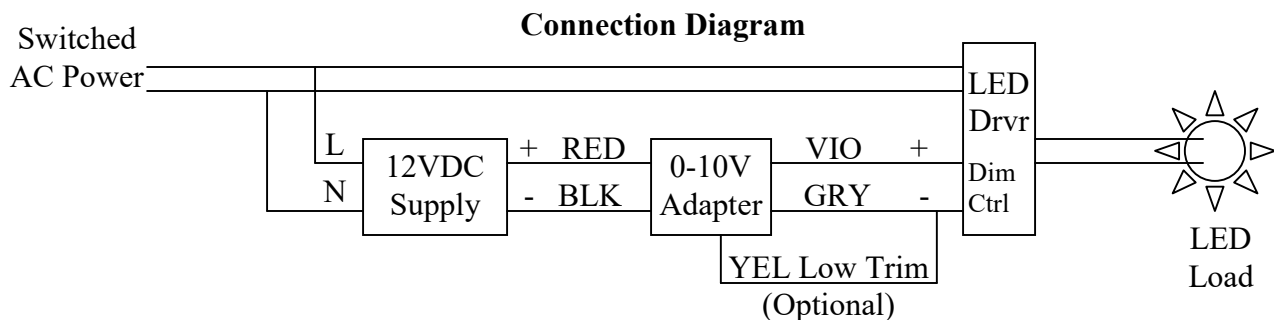 Connection Diagram
Switched
AC Power
LED
Drvr
L
12VDC
Supply
N
+ RED
- BLK
0-10V
Adapter
VIO +
GRY -
Dim
Ctrl
YEL Low Trim
(Optional)
LED
Load